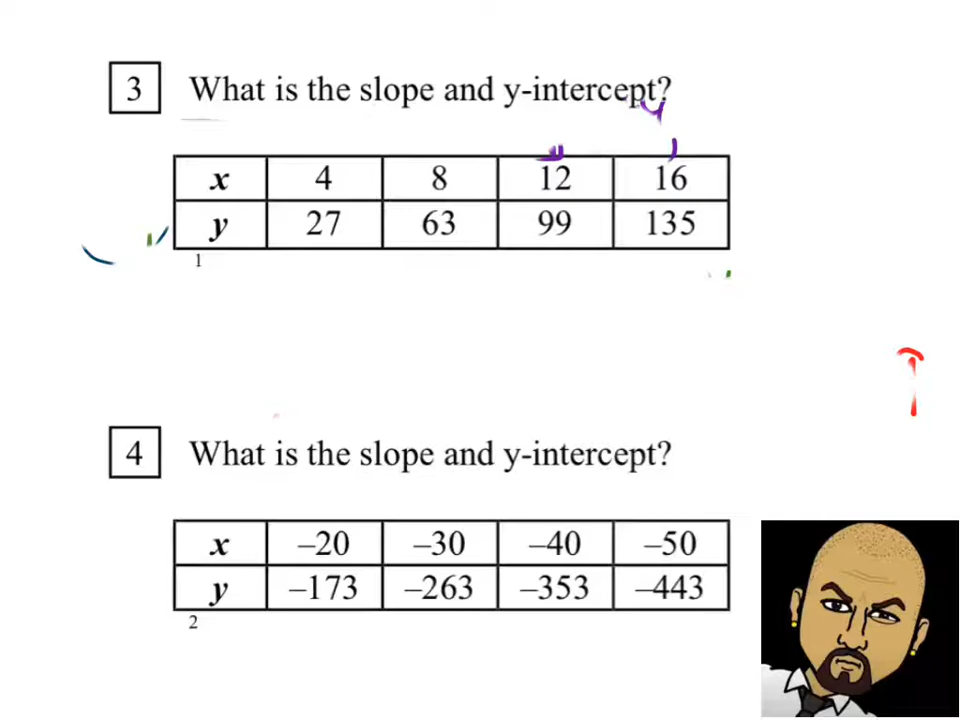 3 What is the slope and y-intercept?
x 4 8 12 16
y 27 63 99 135
1
4 What is the slope and y-intercept?
x –20 –30 –40 –50
y –173 –263 –353 –443
2